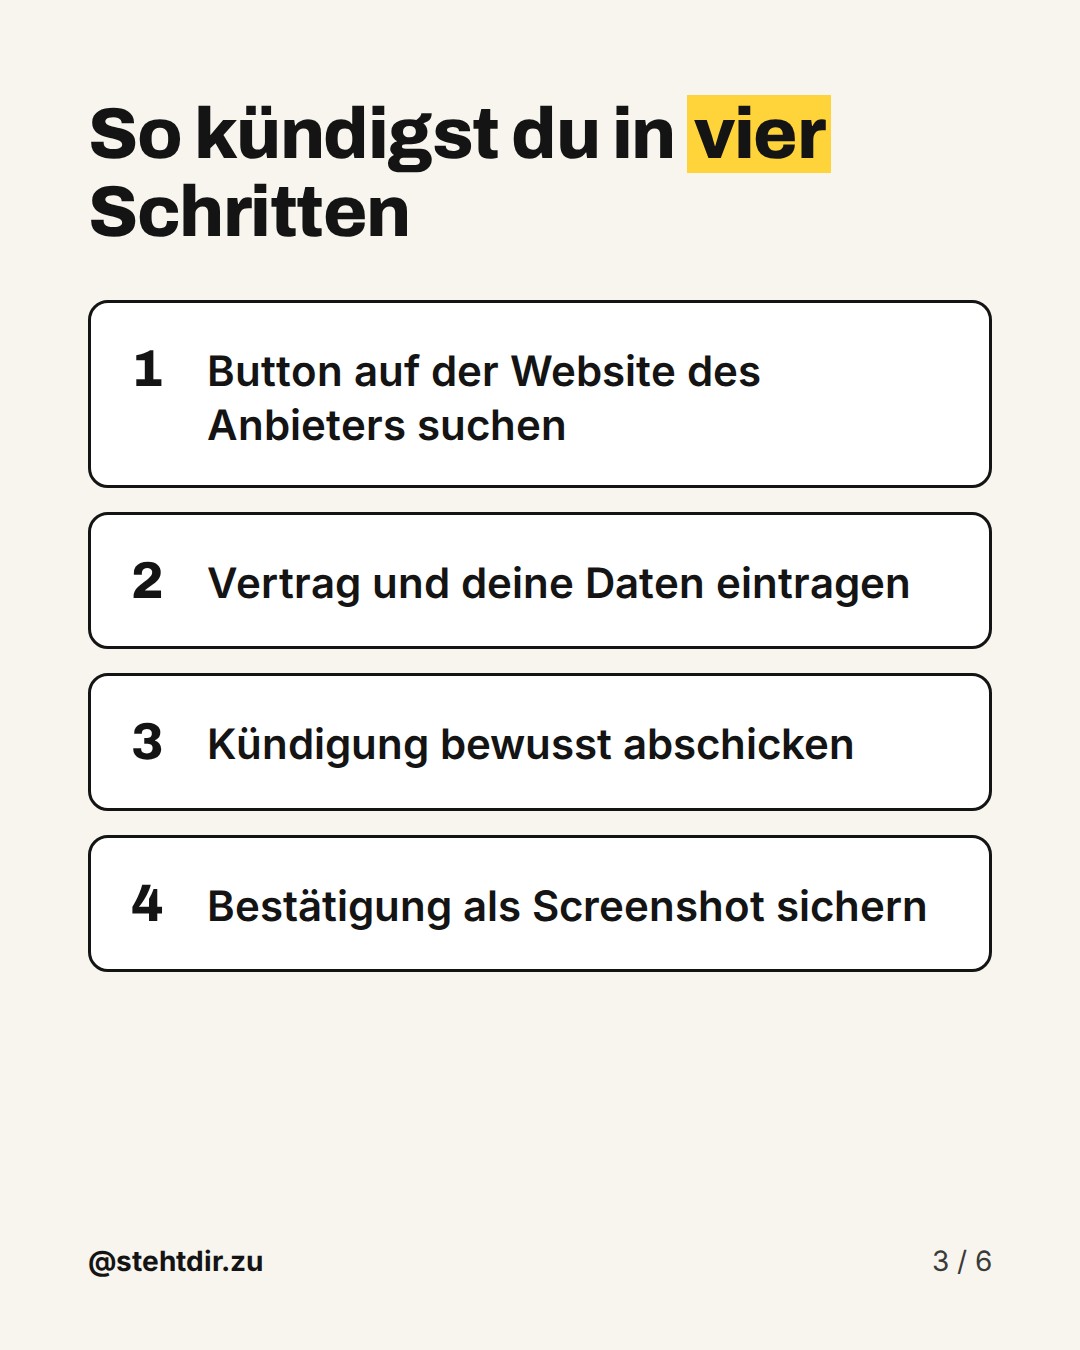 So kündigst du in vier
Schritten
1 Button auf der Website des
Anbieters suchen
2 Vertrag und deine Daten eintragen
3 Kündigung bewusst abschicken
4 Bestätigung als Screenshot sichern
@stehtdir.zu 3 / 6